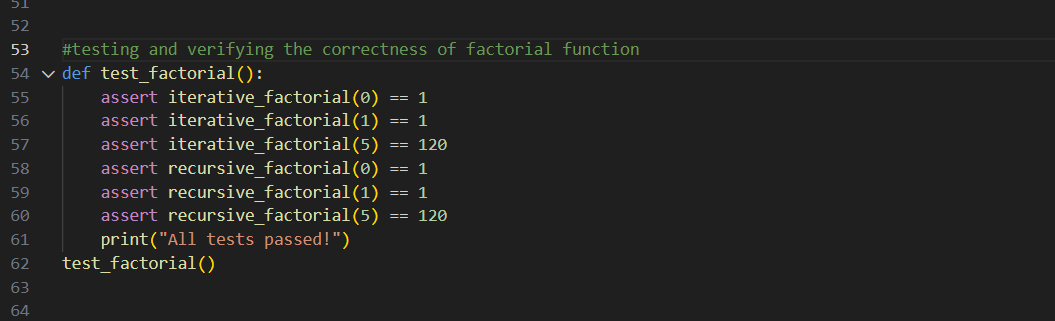 51
52
53 #testing and verifying the correctness of factorial function
54 def test_factorial():
55     assert iterative_factorial(0) == 1
56     assert iterative_factorial(1) == 1
57     assert iterative_factorial(5) == 120
58     assert recursive_factorial(0) == 1
59     assert recursive_factorial(1) == 1
60     assert recursive_factorial(5) == 120
61     print("All tests passed!")
62 test_factorial()
63
64